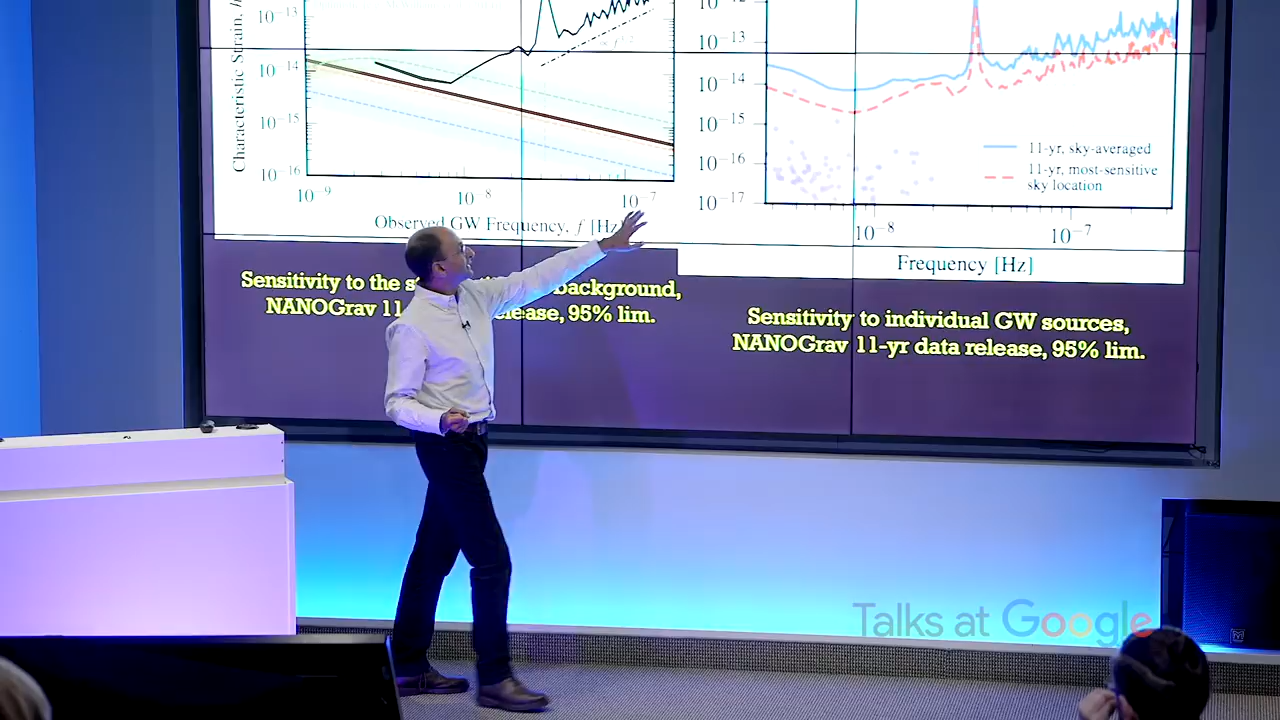 10-13
10-14
10-15
10-16
Characteristic Strain,
10-9
10-8
10-7
Observed GW Frequency, f [Hz
10-13
10-14
10-15
10-16
10-17
11-yr, sky-averaged
11-yr, most-sensitive
sky location
10-8
10-7
Frequency [Hz]
Sensitivity to the background,
NANOGrav 11 95% lim.
Sensitivity to individual GW sources,
NANOGrav 11-yr data release, 95% lim.
Talks at Google